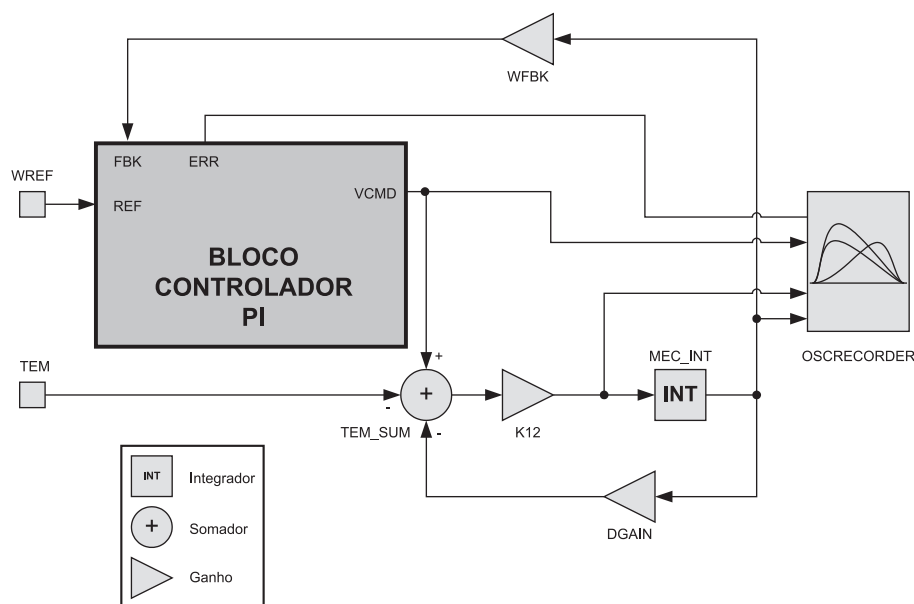 WFBK
FBK
ERR
WREF
REF
VCMD
BLOCO
CONTROLADOR
PI
TEM
+
MEC_INT
OSCRECORDER
+
-
INT
TEM_SUM
-
K12
DGAIN
INT
Integrador
+
Somador
Ganho